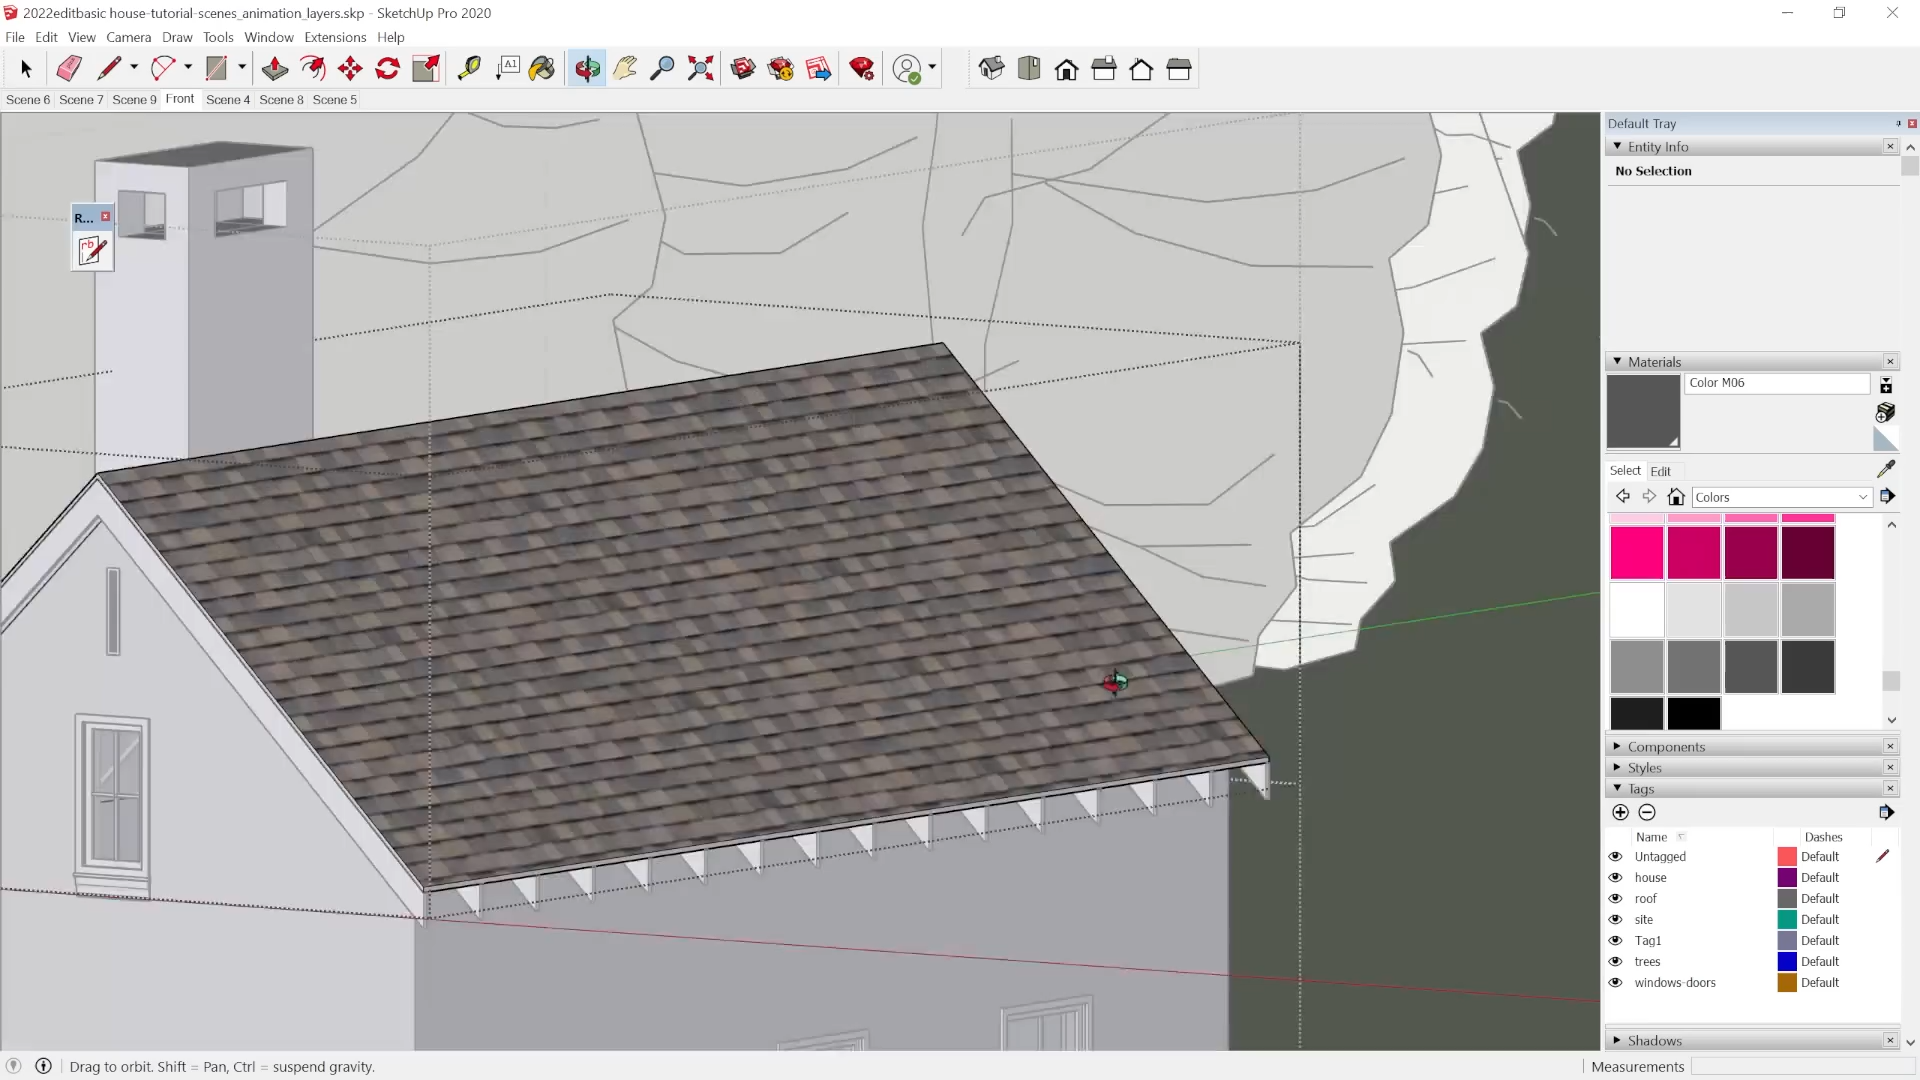 2022editbasic house-tutorial-scenes_animation_layers.skp - SketchUp Pro 2020
File Edit View Camera Draw Tools Window Extensions Help
A1
Scene 6 Scene 7 Scene 9 Front Scene 4 Scene 8 Scene 5
R...
rb
Default Tray
Entity Info
No Selection
Materials
Color M06
Select Edit
Colors
Components
Styles
Tags
Name Dashes
Untagged Default
house Default
roof Default
site Default
Tag1 Default
trees Default
windows-doors Default
Shadows
Drag to orbit. Shift = Pan, Ctrl = suspend gravity.
Measurements